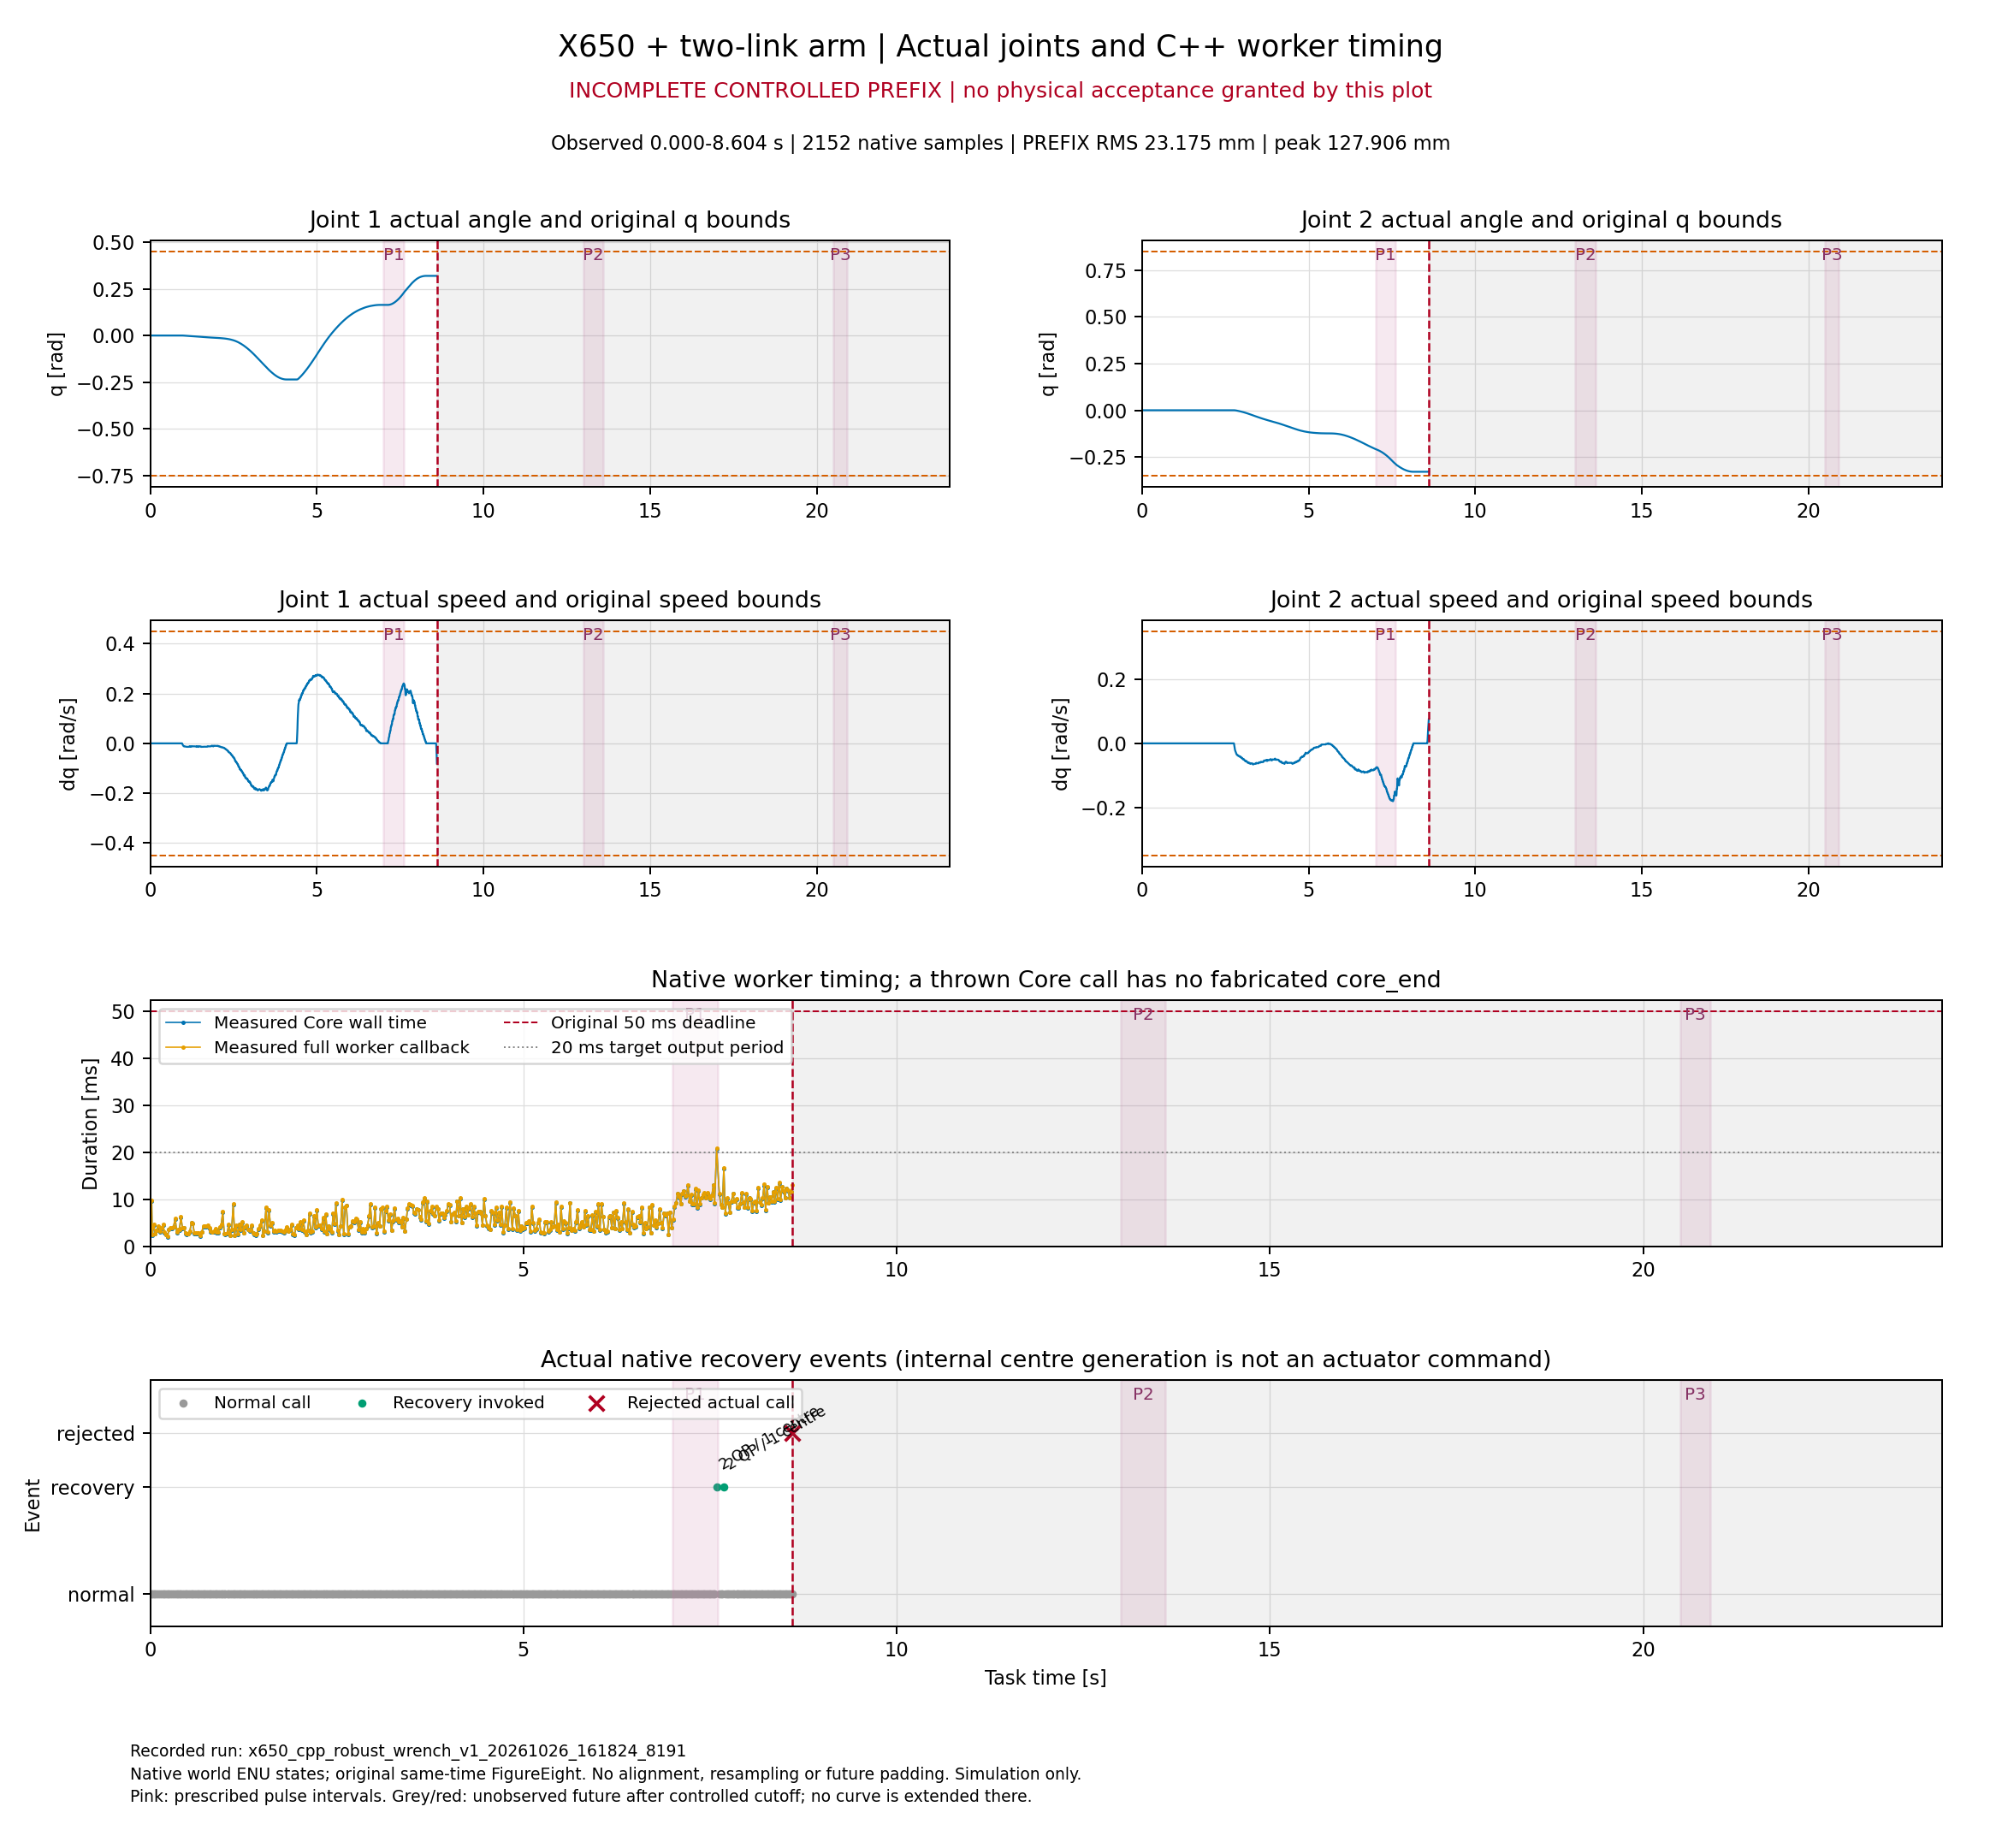 X650 + two-link arm | Actual joints and C++ worker timing
INCOMPLETE CONTROLLED PREFIX | no physical acceptance granted by this plot
Observed 0.000-8.604 s | 2152 native samples | PREFIX RMS 23.175 mm | peak 127.906 mm
Joint 1 actual angle and original q bounds
q [rad]
0.50
0.25
0.00
−0.25
−0.50
−0.75
P1
P2
P3
0 5 10 15 20
Joint 2 actual angle and original q bounds
q [rad]
0.75
0.50
0.25
0.00
−0.25
P1
P2
P3
0 5 10 15 20
Joint 1 actual speed and original speed bounds
dq [rad/s]
0.4
0.2
0.0
−0.2
−0.4
P1
P2
P3
0 5 10 15 20
Joint 2 actual speed and original speed bounds
dq [rad/s]
0.2
0.0
−0.2
P1
P2
P3
0 5 10 15 20
Native worker timing; a thrown Core call has no fabricated core_end
Duration [ms]
50
40
30
20
10
0
Measured Core wall time
Measured full worker callback
Original 50 ms deadline
20 ms target output period
P1
P2
P3
0 5 10 15 20
Actual native recovery events (internal centre generation is not an actuator command)
Event
rejected
recovery
normal
Normal call
Recovery invoked
Rejected actual call
P1
P2
P3
2 QP / 1 centre
2 QP / 1 centre
0 5 10 15 20
Task time [s]
Recorded run: x650_cpp_robust_wrench_v1_20261026_161824_8191
Native world ENU states; original same-time FigureEight. No alignment, resampling or future padding. Simulation only.
Pink: prescribed pulse intervals. Grey/red: unobserved future after controlled cutoff; no curve is extended there.